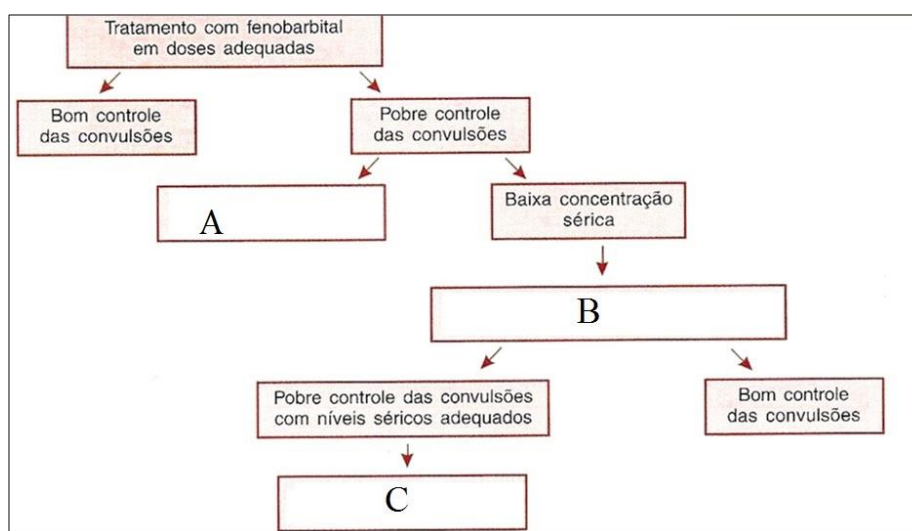 Tratamento com fenobarbital
em doses adequadas
Bom controle
das convulsões
Pobre controle
das convulsões
A
Baixa concentração
sérica
B
Pobre controle das convulsões
com níveis séricos adequados
Bom controle
das convulsões
C